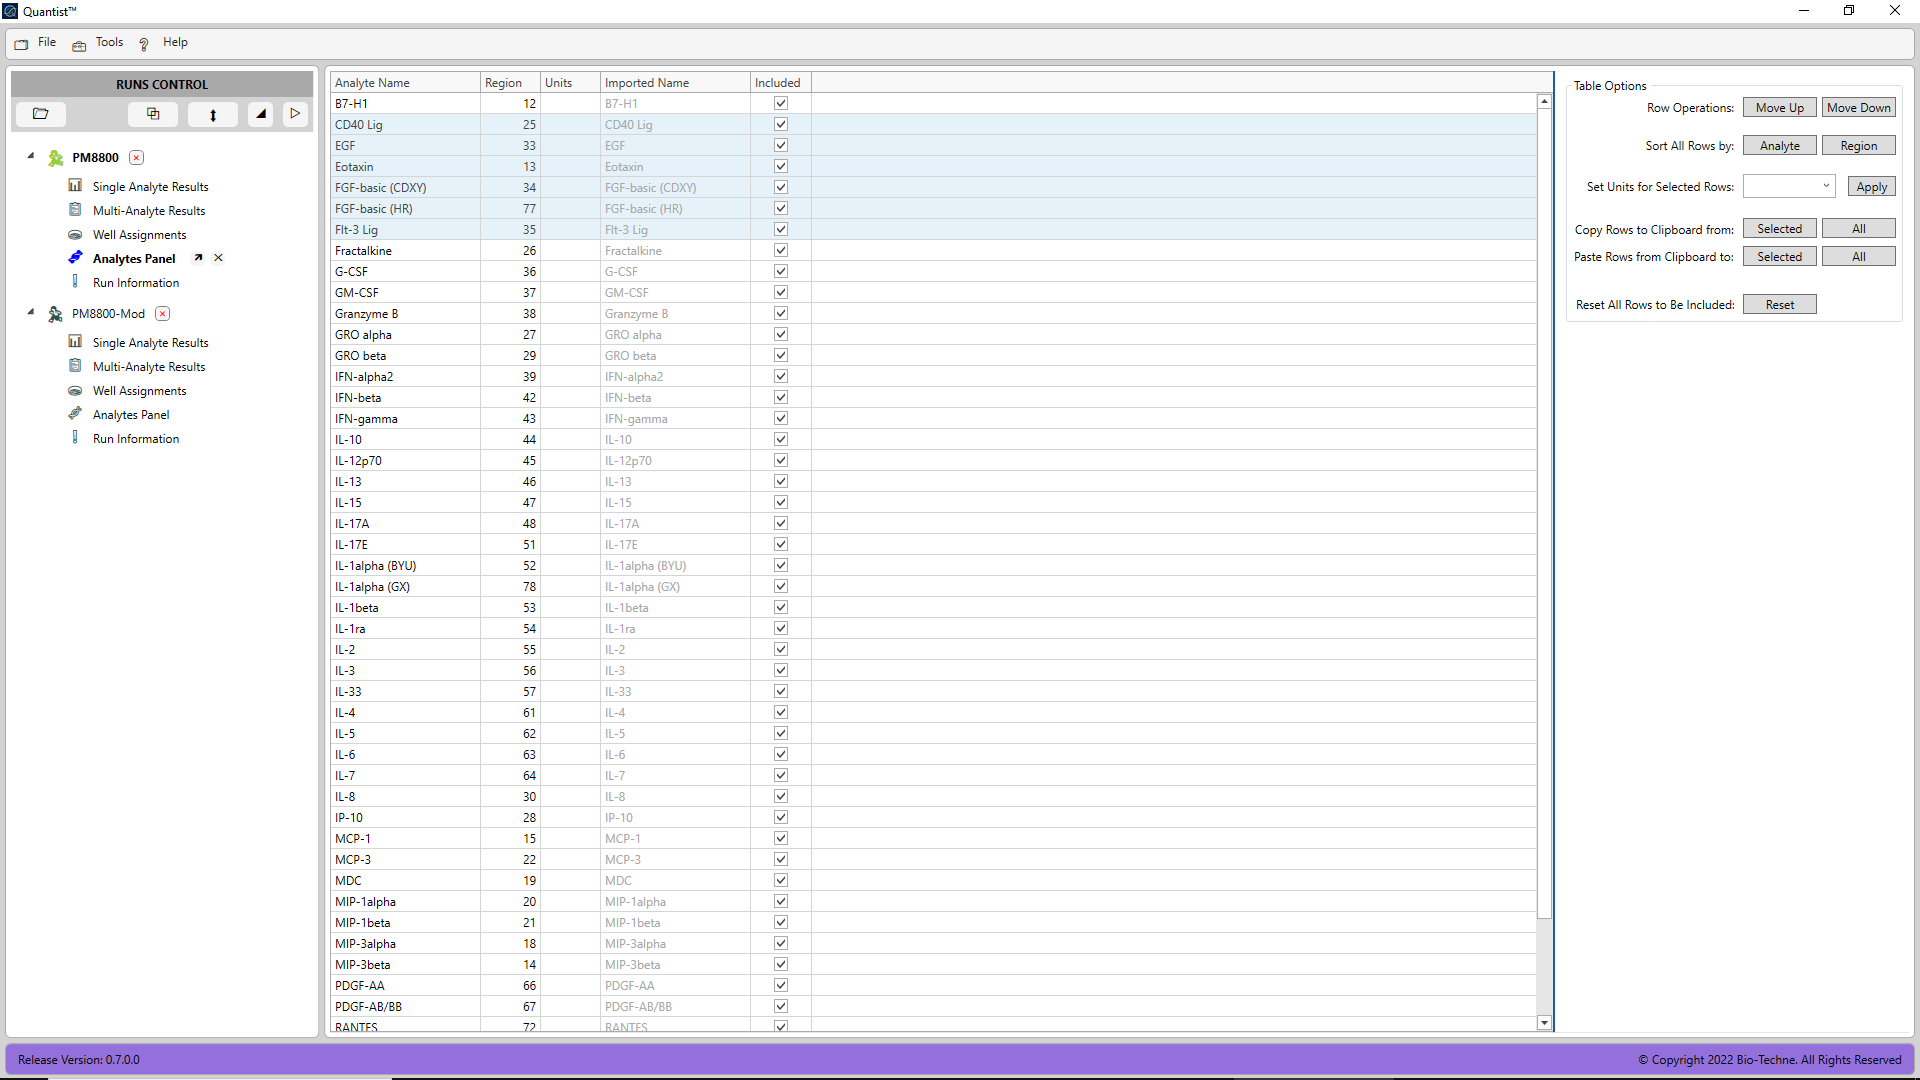 Quantist™
File Tools Help
RUNS CONTROL
PM8800
Single Analyte Results
Multi-Analyte Results
Well Assignments
Analytes Panel
Run Information
PM8800-Mod
Single Analyte Results
Multi-Analyte Results
Well Assignments
Analytes Panel
Run Information
Analyte Name Region Units Imported Name Included
B7-H1 12 B7-H1
CD40 Lig 25 CD40 Lig
EGF 33 EGF
Eotaxin 13 Eotaxin
FGF-basic (CDXY) 34 FGF-basic (CDXY)
FGF-basic (HR) 77 FGF-basic (HR)
Flt-3 Lig 35 Flt-3 Lig
Fractalkine 26 Fractalkine
G-CSF 36 G-CSF
GM-CSF 37 GM-CSF
Granzyme B 38 Granzyme B
GRO alpha 27 GRO alpha
GRO beta 29 GRO beta
IFN-alpha2 39 IFN-alpha2
IFN-beta 42 IFN-beta
IFN-gamma 43 IFN-gamma
IL-10 44 IL-10
IL-12p70 45 IL-12p70
IL-13 46 IL-13
IL-15 47 IL-15
IL-17A 48 IL-17A
IL-17E 51 IL-17E
IL-1alpha (BYU) 52 IL-1alpha (BYU)
IL-1alpha (GX) 78 IL-1alpha (GX)
IL-1beta 53 IL-1beta
IL-1ra 54 IL-1ra
IL-2 55 IL-2
IL-3 56 IL-3
IL-33 57 IL-33
IL-4 61 IL-4
IL-5 62 IL-5
IL-6 63 IL-6
IL-7 64 IL-7
IL-8 30 IL-8
IP-10 28 IP-10
MCP-1 15 MCP-1
MCP-3 22 MCP-3
MDC 19 MDC
MIP-1alpha 20 MIP-1alpha
MIP-1beta 21 MIP-1beta
MIP-3alpha 18 MIP-3alpha
MIP-3beta 14 MIP-3beta
PDGF-AA 66 PDGF-AA
PDGF-AB/BB 67 PDGF-AB/BB
RANTES 72 RANTES
Table Options
Row Operations: Move Up Move Down
Sort All Rows by: Analyte Region
Set Units for Selected Rows: Apply
Copy Rows to Clipboard from: Selected All
Paste Rows from Clipboard to: Selected All
Reset All Rows to Be Included: Reset
Release Version: 0.7.0.0
© Copyright 2022 Bio-Techne. All Rights Reserved